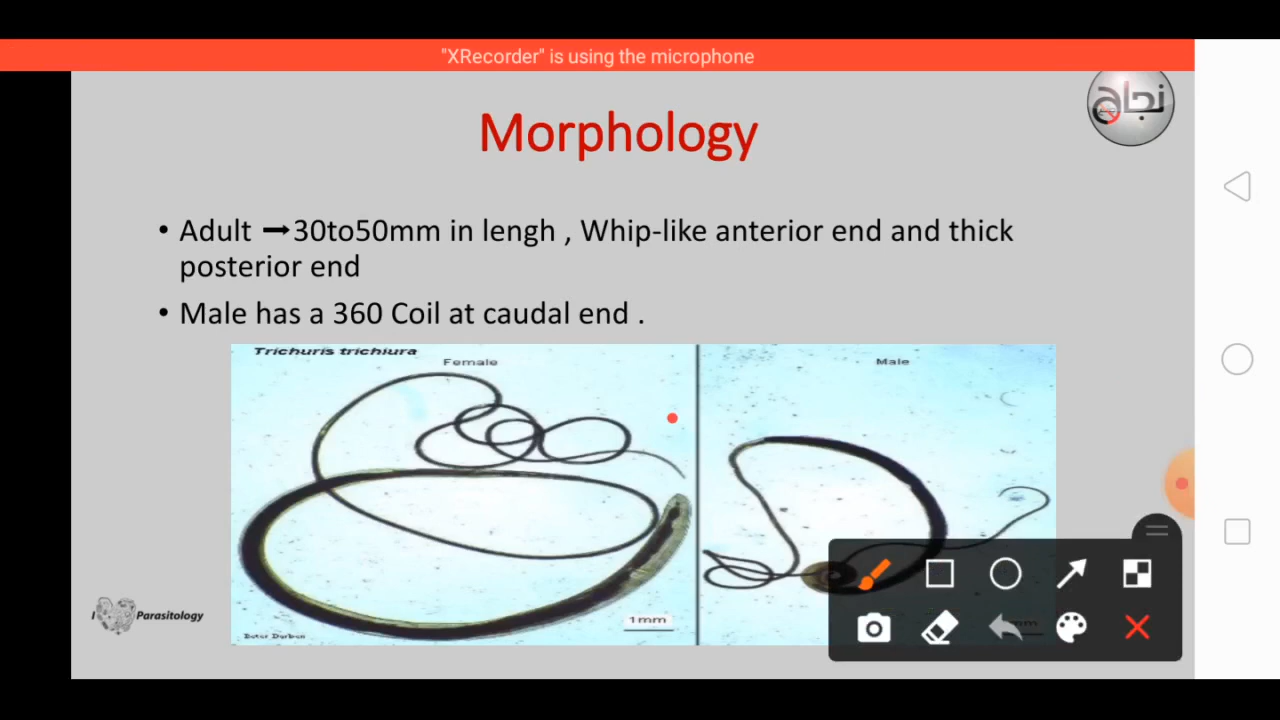 "XRecorder" is using the microphone
نجاح
Morphology
• Adult →30to50mm in lengh , Whip-like anterior end and thick
posterior end
• Male has a 360 Coil at caudal end .
Trichuris trichiura
Female
Male
I Parasitology
1mm
mm